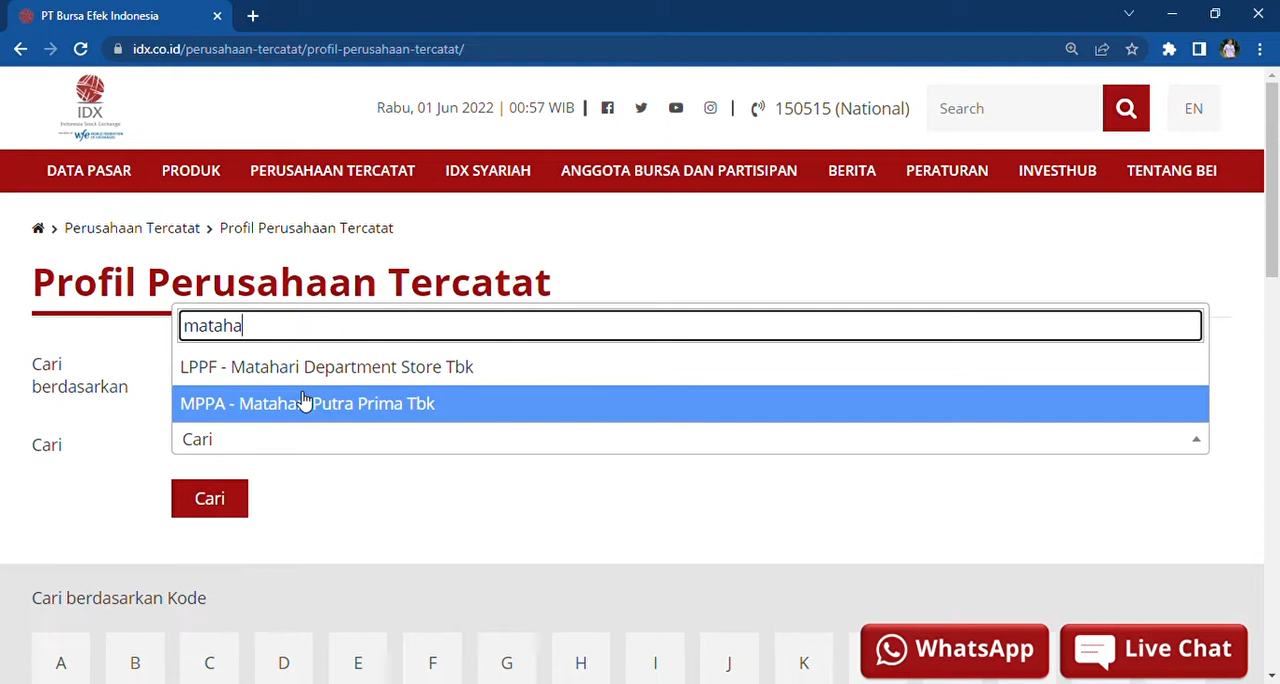 PT Bursa Efek Indonesia
idx.co.id/perusahaan-tercatat/profil-perusahaan-tercatat/
IDX
Indonesia Stock Exchange
Rabu, 01 Jun 2022 | 00:57 WIB
150515 (National)
Search
EN
DATA PASAR PRODUK PERUSAHAAN TERCATAT IDX SYARIAH ANGGOTA BURSA DAN PARTISIPAN BERITA PERATURAN INVESTHUB TENTANG BEI
Perusahaan Tercatat > Profil Perusahaan Tercatat
Profil Perusahaan Tercatat
mataha
Cari
berdasarkan
LPPF - Matahari Department Store Tbk
MPPA - Matahari Putra Prima Tbk
Cari
Cari
Cari
Cari berdasarkan Kode
A B C D E F G H I J K
WhatsApp
Live Chat